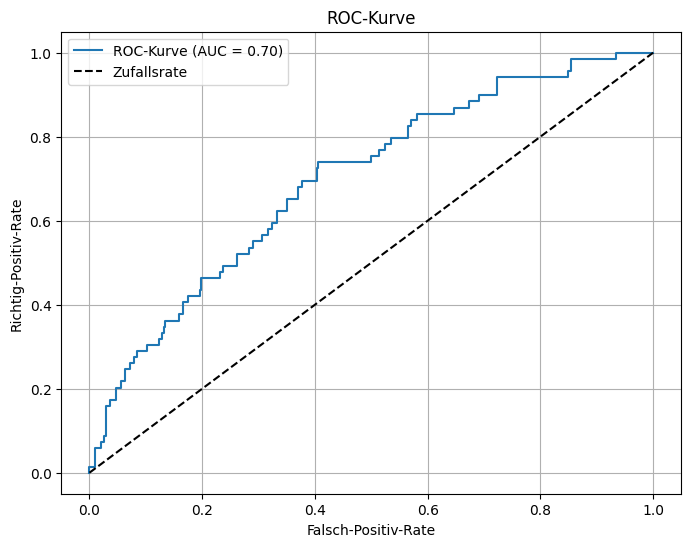 ROC-Kurve
ROC-Kurve (AUC = 0.70)
Zufallsrate
Richtig-Positiv-Rate
1.0
0.8
0.6
0.4
0.2
0.0
0.0 0.2 0.4 0.6 0.8 1.0
Falsch-Positiv-Rate